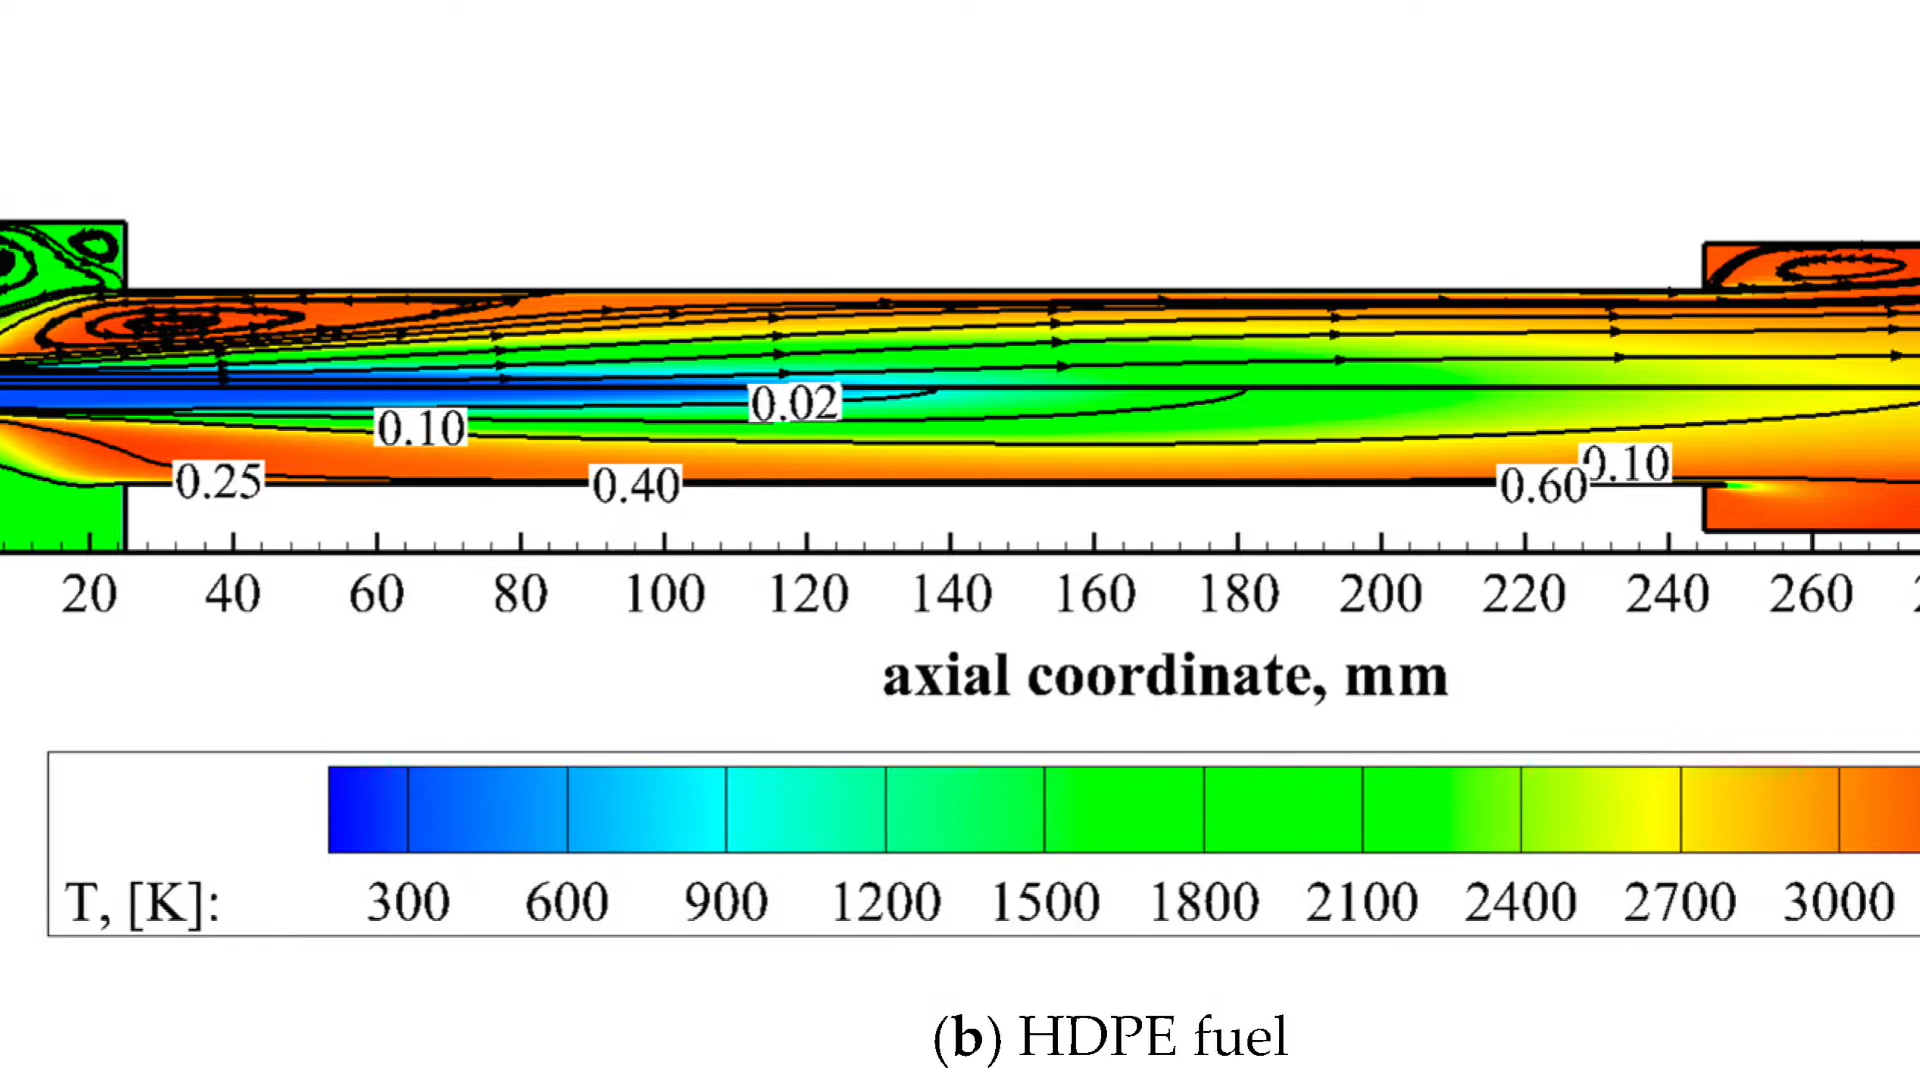 0.02
0.10
0.25 0.40 0.60 0.10
20 40 60 80 100 120 140 160 180 200 220 240 260
axial coordinate, mm
T, [K]: 300 600 900 1200 1500 1800 2100 2400 2700 3000
(b) HDPE fuel